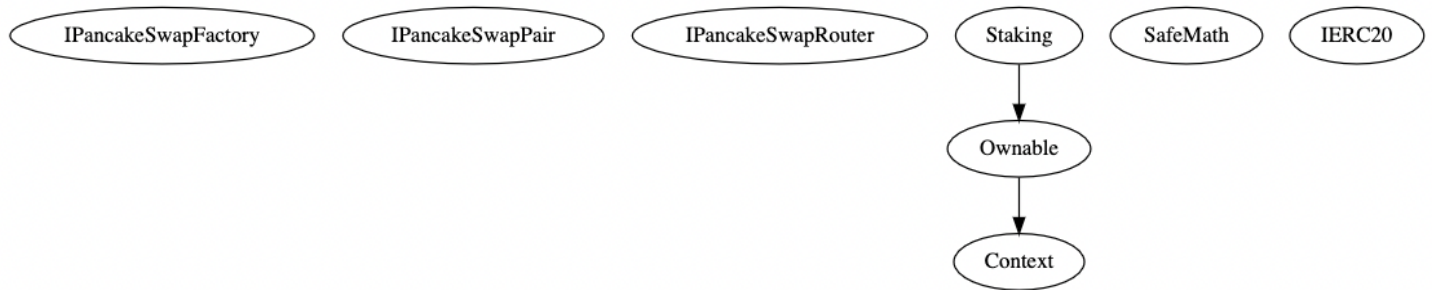 IPancakeSwapFactory
IPancakeSwapPair
IPancakeSwapRouter
Staking
SafeMath
IERC20
Ownable
Context